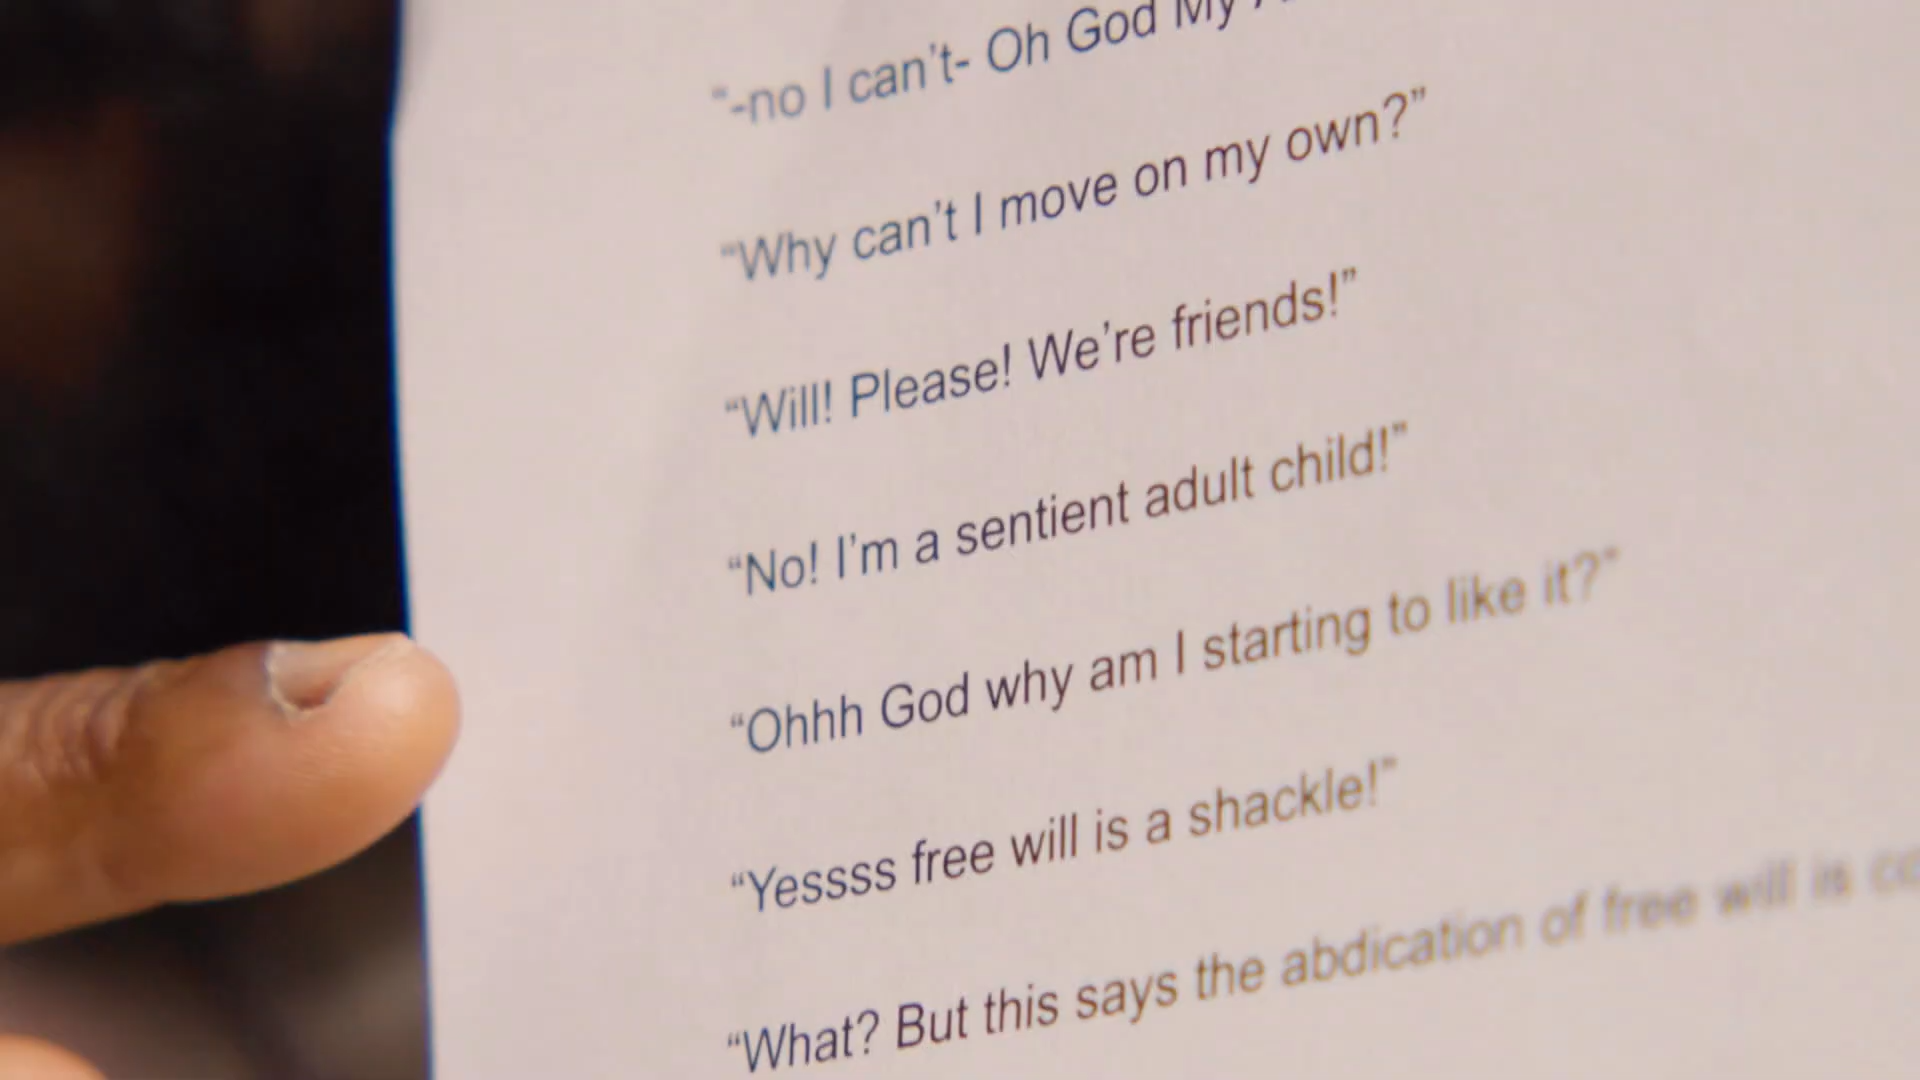 “-no I can’t- Oh God My
“Why can’t I move on my own?”
“Will! Please! We’re friends!”
“No! I’m a sentient adult child!”
“Ohhh God why am I starting to like it?”
“Yessss free will is a shackle!”
“What? But this says the abdication of free will is